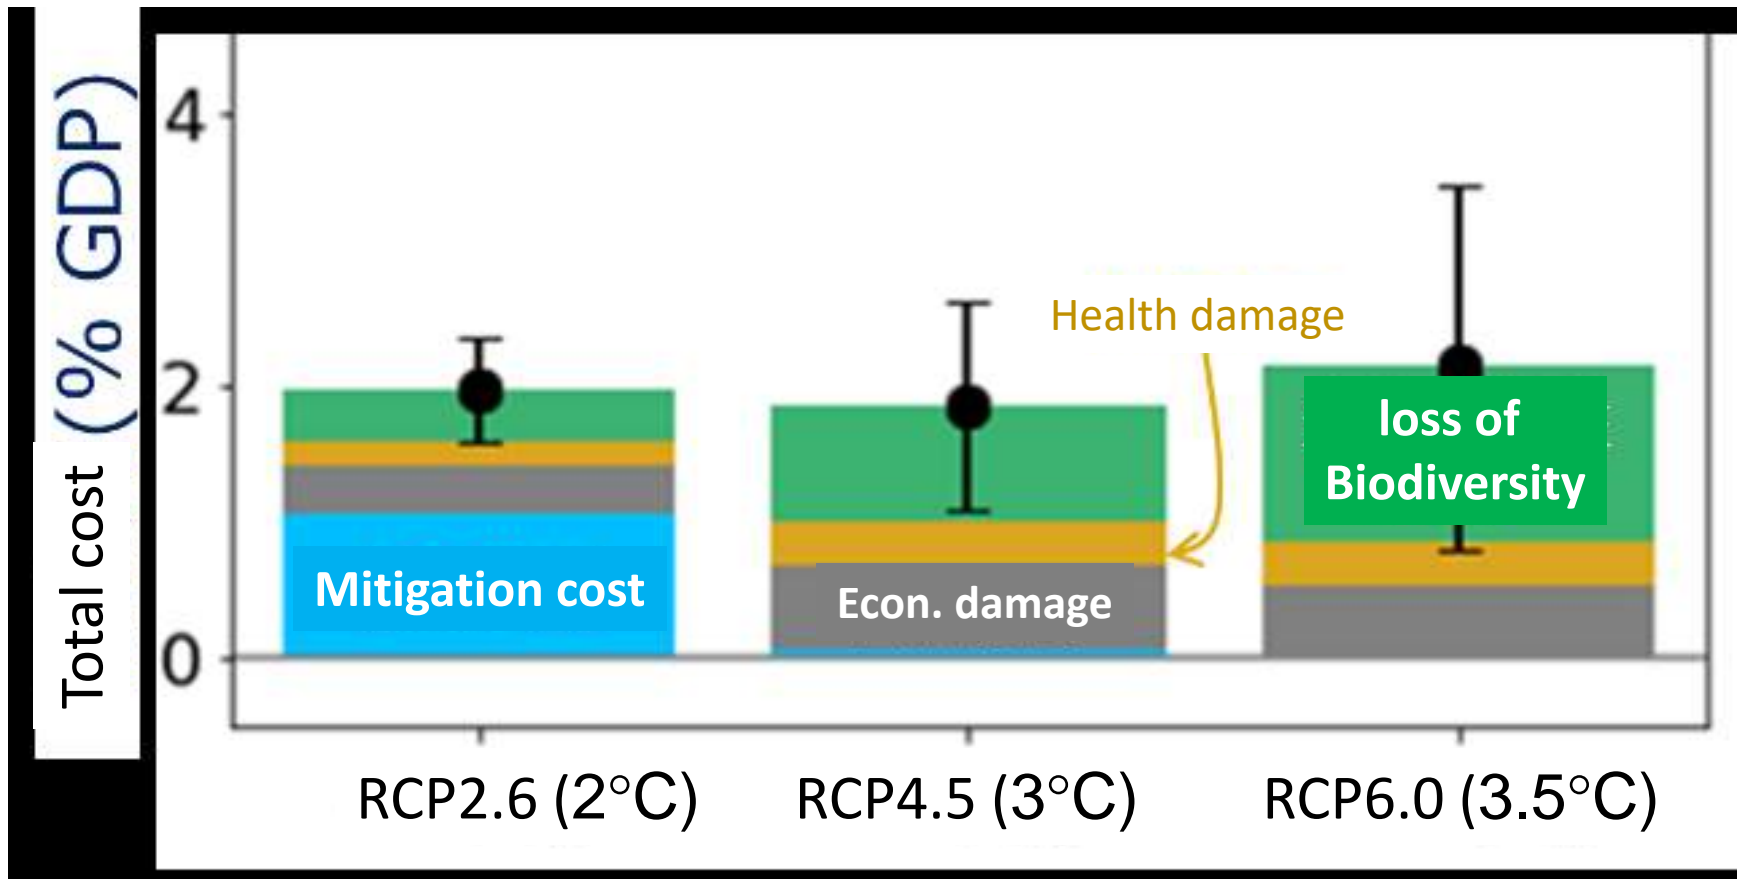 Total cost (% GDP)
4
2
0
Health damage
loss of
Biodiversity
Mitigation cost
Econ. damage
RCP2.6 (2°C)
RCP4.5 (3°C)
RCP6.0 (3.5°C)